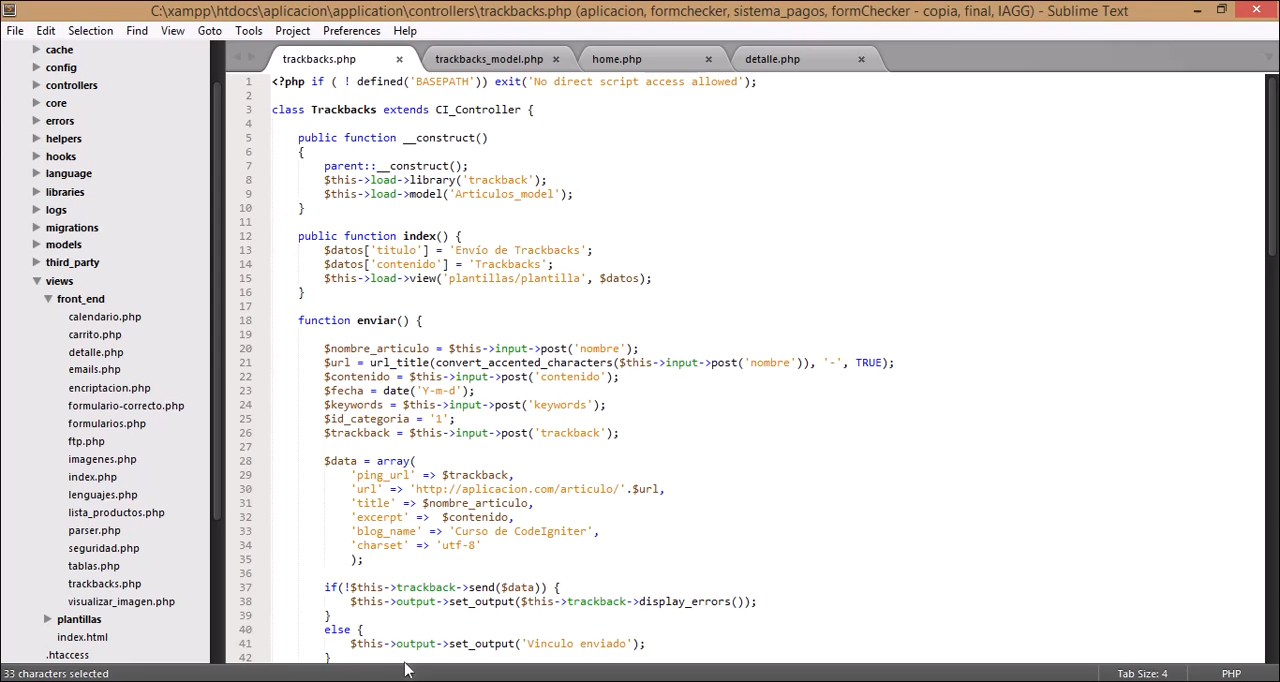 C:\xampp\htdocs\aplicacion\application\controllers\trackbacks.php (aplicacion, formchecker, sistema_pagos, formChecker - copia, final, IAGG) - Sublime Text
File Edit Selection Find View Goto Tools Project Preferences Help
cache
config
controllers
core
errors
helpers
hooks
language
libraries
logs
migrations
models
third_party
views
front_end
calendario.php
carrito.php
detalle.php
emails.php
encriptacion.php
formulario-correcto.php
formularios.php
ftp.php
imagenes.php
index.php
lenguajes.php
lista_productos.php
parser.php
seguridad.php
tablas.php
trackbacks.php
visualizar_imagen.php
plantillas
index.html
.htaccess
trackbacks.php × trackbacks_model.php × home.php × detalle.php ×
1 <?php if ( ! defined('BASEPATH')) exit('No direct script access allowed');
2
3 class Trackbacks extends CI_Controller {
4
5 public function __construct()
6 {
7 parent::__construct();
8 $this->load->library('trackback');
9 $this->load->model('Articulos_model');
10 }
11
12 public function index() {
13 $datos['titulo'] = 'Envío de Trackbacks';
14 $datos['contenido'] = 'Trackbacks';
15 $this->load->view('plantillas/plantilla', $datos);
16 }
17
18 function enviar() {
19
20 $nombre_articulo = $this->input->post('nombre');
21 $url = url_title(convert_accented_characters($this->input->post('nombre')), '-', TRUE);
22 $contenido = $this->input->post('contenido');
23 $fecha = date('Y-m-d');
24 $keywords = $this->input->post('keywords');
25 $id_categoria = '1';
26 $trackback = $this->input->post('trackback');
27
28 $data = array(
29 'ping_url' => $trackback,
30 'url' => 'http://aplicacion.com/articulo/'.$url,
31 'title' => $nombre_articulo,
32 'excerpt' => $contenido,
33 'blog_name' => 'Curso de CodeIgniter',
34 'charset' => 'utf-8'
35 );
36
37 if(!$this->trackback->send($data)) {
38 $this->output->set_output($this->trackback->display_errors());
39 }
40 else {
41 $this->output->set_output('Vinculo enviado');
42 }
33 characters selected Tab Size: 4 PHP